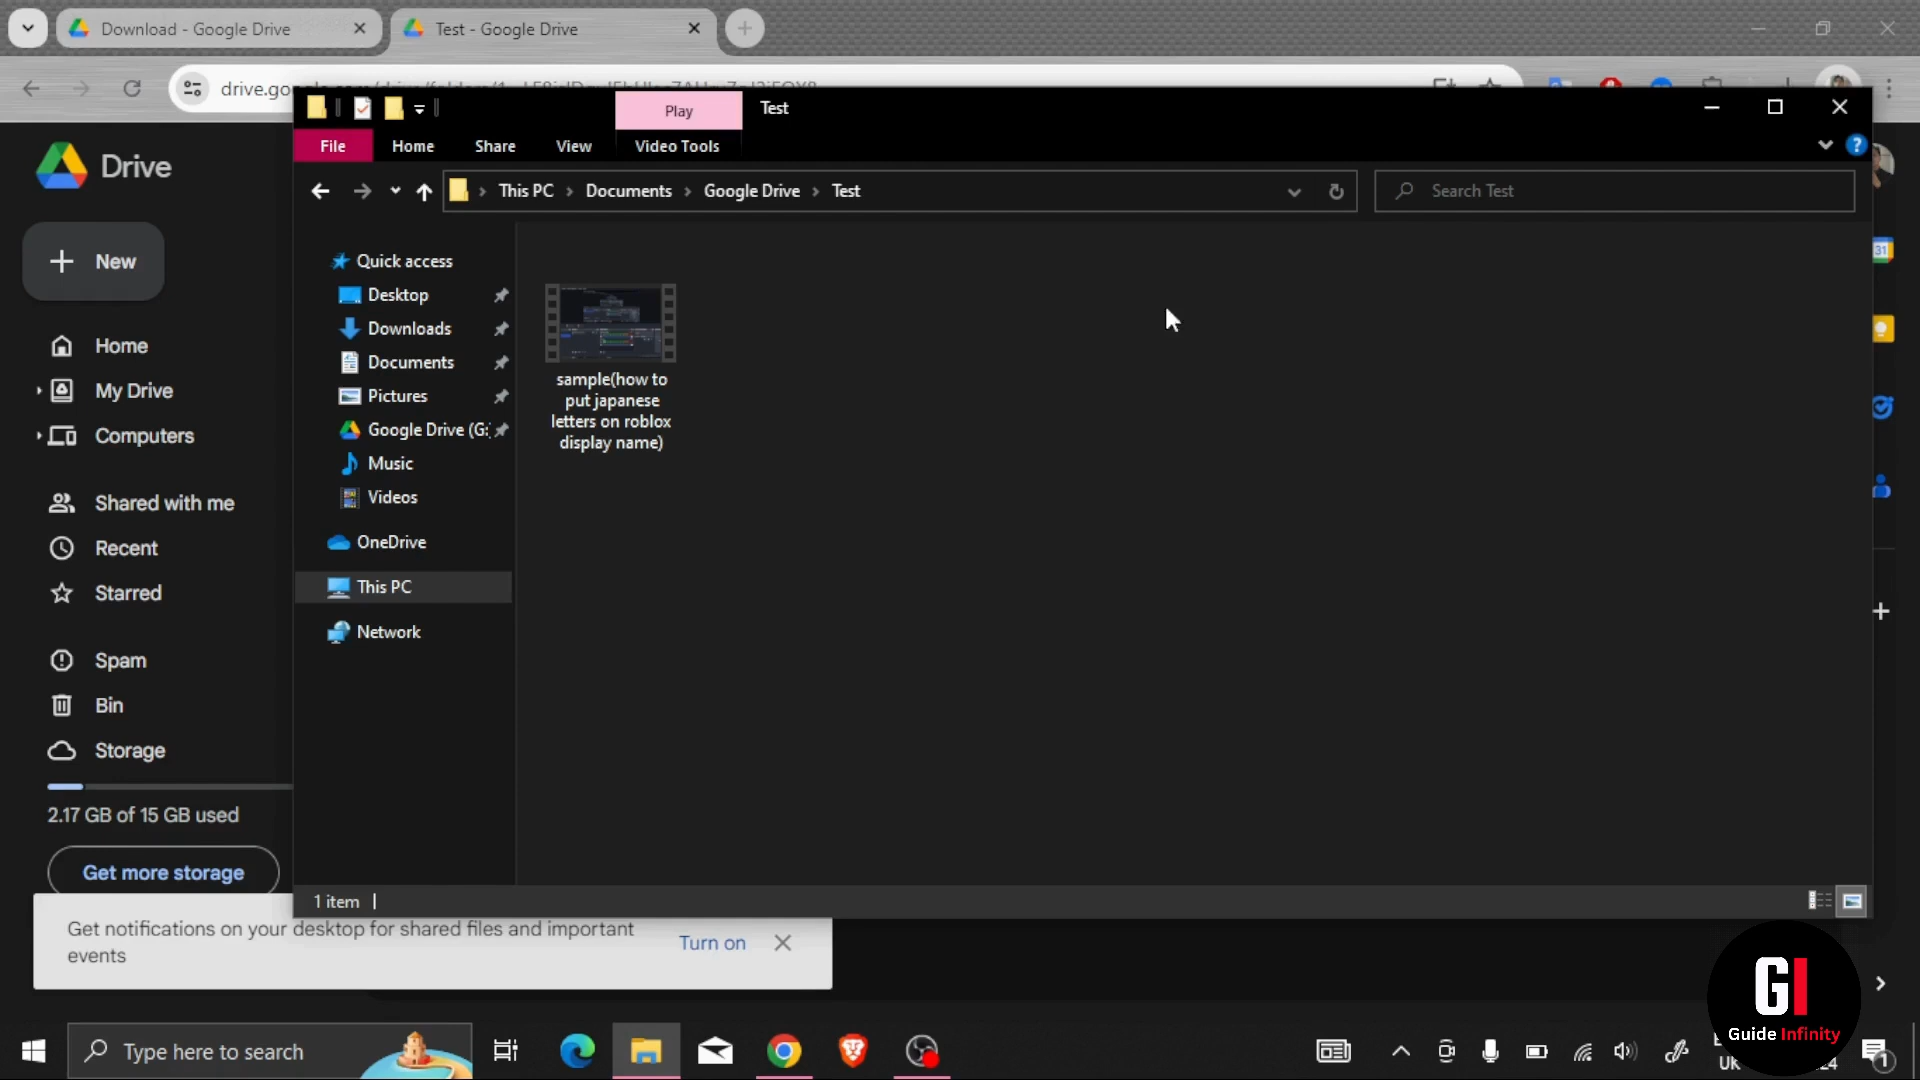 Download - Google Drive
Test - Google Drive
Drive
New
Home
My Drive
Computers
Shared with me
Recent
Starred
Spam
Bin
Storage
2.17 GB of 15 GB used
Get more storage
Get notifications on your desktop for shared files and important
events
Turn on
Play
Test
File
Home
Share
View
Video Tools
This PC
Documents
Google Drive
Test
Search Test
Quick access
Desktop
Downloads
Documents
Pictures
Google Drive (G:
Music
Videos
OneDrive
This PC
Network
sample(how to
put japanese
letters on roblox
display name)
1 item
31
GI
Guide Infinity
Type here to search
UK
1